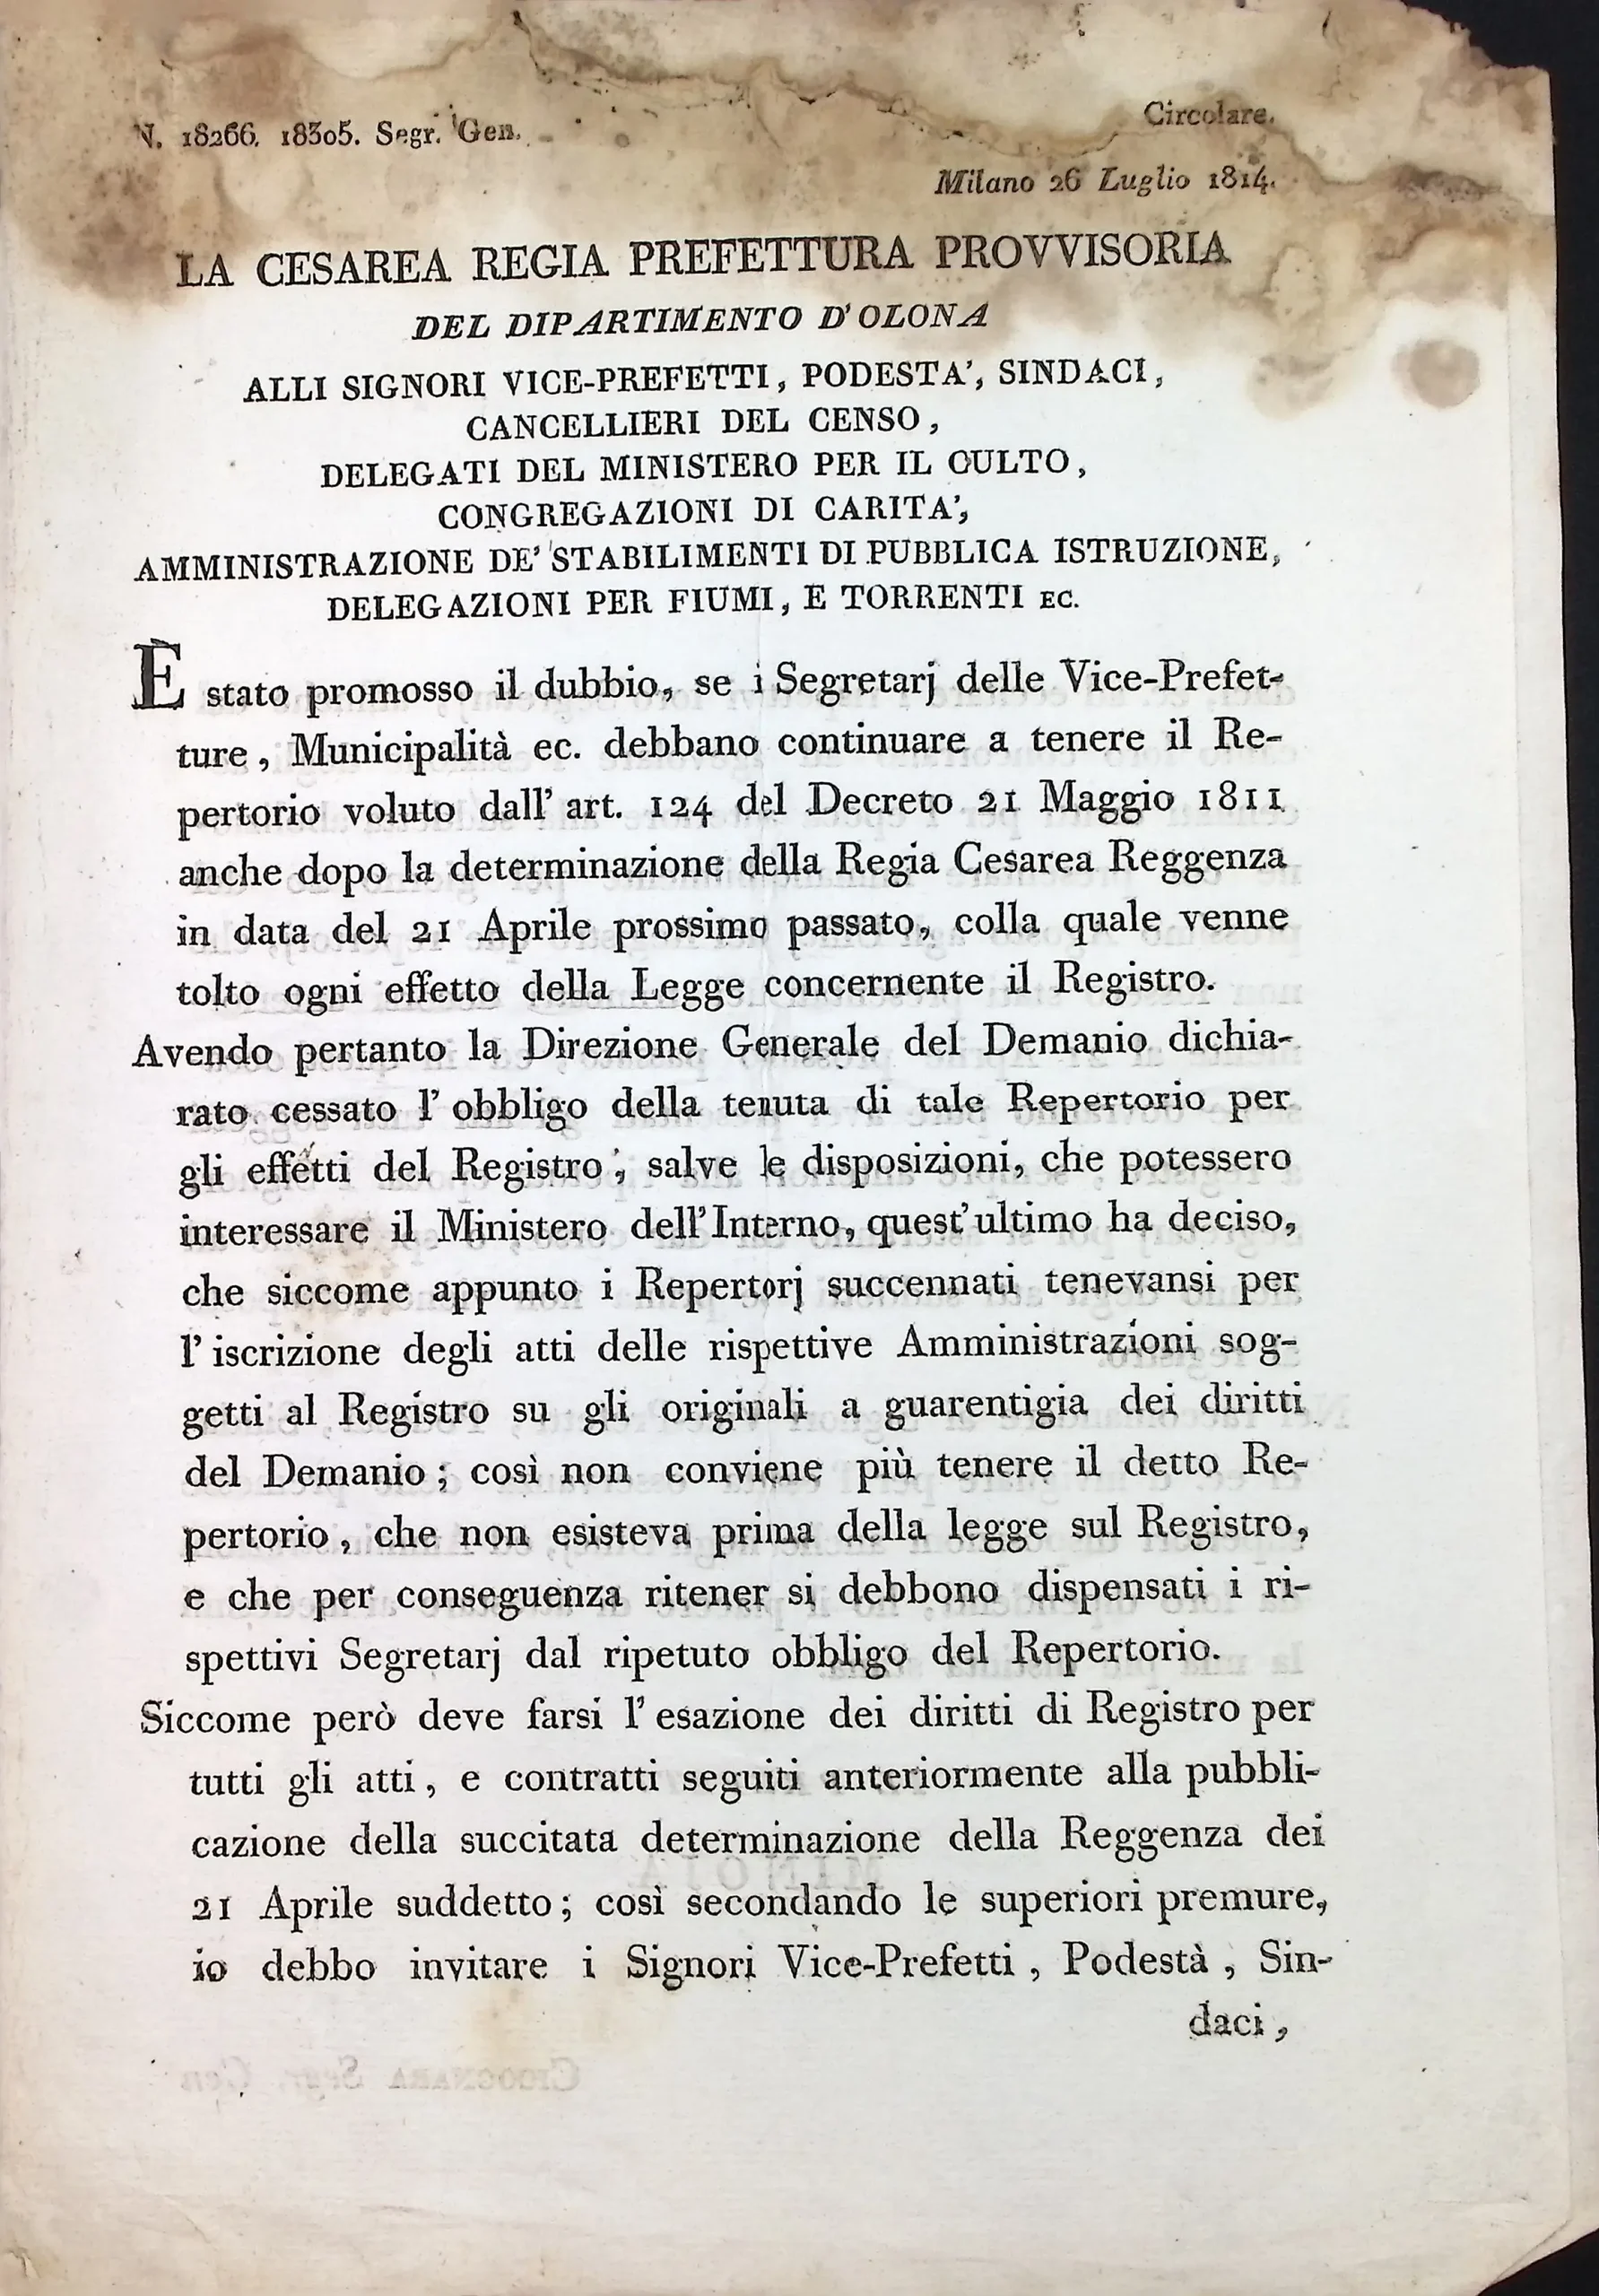 N. 18266. 18305. Segr. Gen.
Circolare.
Milano 26 Luglio 1814.
LA CESAREA REGIA PREFETTURA PROVVISORIA
DEL DIPARTIMENTO D'OLONA
ALLI SIGNORI VICE-PREFETTI, PODESTA', SINDACI,
CANCELLIERI DEL CENSO,
DELEGATI DEL MINISTERO PER IL CULTO,
CONGREGAZIONI DI CARITA',
AMMINISTRAZIONE DE' STABILIMENTI DI PUBBLICA ISTRUZIONE,
DELEGAZIONI PER FIUMI, E TORRENTI EC.
È stato promosso il dubbio, se i Segretarj delle Vice-Prefet-
ture, Municipalità ec. debbano continuare a tenere il Re-
pertorio voluto dall' art. 124 del Decreto 21 Maggio 1811
anche dopo la determinazione della Regia Cesarea Reggenza
in data del 21 Aprile prossimo passato, colla quale venne
tolto ogni effetto della Legge concernente il Registro.
Avendo pertanto la Direzione Generale del Demanio dichia-
rato cessato l' obbligo della tenuta di tale Repertorio per
gli effetti del Registro, salve le disposizioni, che potessero
interessare il Ministero dell' Interno, quest' ultimo ha deciso,
che siccome appunto i Repertorj succennati tenevansi per
l' iscrizione degli atti delle rispettive Amministrazioni sog-
getti al Registro su gli originali a guarentigia dei diritti
del Demanio; così non conviene più tenere il detto Re-
pertorio, che non esisteva prima della legge sul Registro,
e che per conseguenza ritener si debbono dispensati i ri-
spettivi Segretarj dal ripetuto obbligo del Repertorio.
Siccome però deve farsi l' esazione dei diritti di Registro per
tutti gli atti, e contratti seguiti anteriormente alla pubbli-
cazione della succitata determinazione della Reggenza dei
21 Aprile suddetto; così secondando le superiori premure,
io debbo invitare i Signori Vice-Prefetti, Podestà, Sin-
daci,